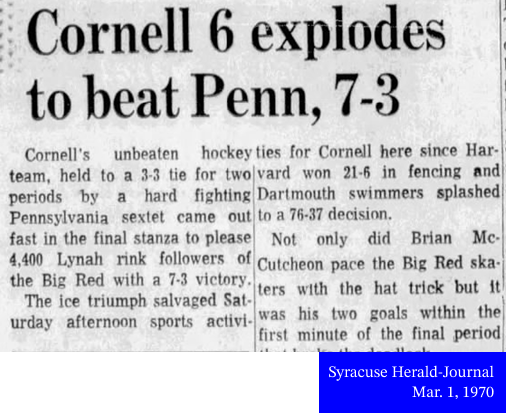 Cornell 6 explodes
to beat Penn, 7-3
Cornell's unbeaten hockey
team, held to a 3-3 tie for two
periods by a hard fighting
Pennsylvania sextet came out
fast in the final stanza to please
4,400 Lynah rink followers of
the Big Red with a 7-3 victory.
The ice triumph salvaged Sat-
urday afternoon sports activi-
ties for Cornell here since Har-
vard won 21-6 in fencing and
Dartmouth swimmers splashed
to a 76-37 decision.
Not only did Brian Mc-
Cutcheon pace the Big Red ska-
ters with the hat trick but it
was his two goals within the
first minute of the final period
Syracuse Herald-Journal
Mar. 1, 1970